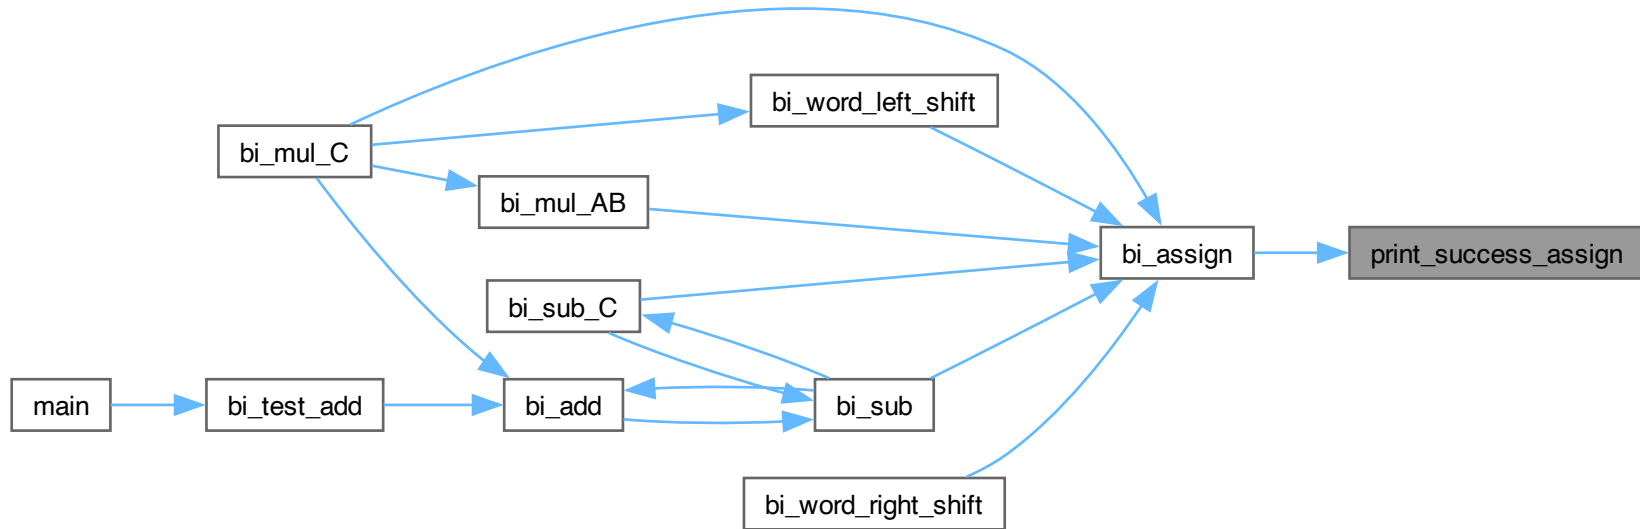 bi_word_left_shift
bi_mul_C
bi_mul_AB
bi_assign
print_success_assign
bi_sub_C
main
bi_test_add
bi_add
bi_sub
bi_word_right_shift